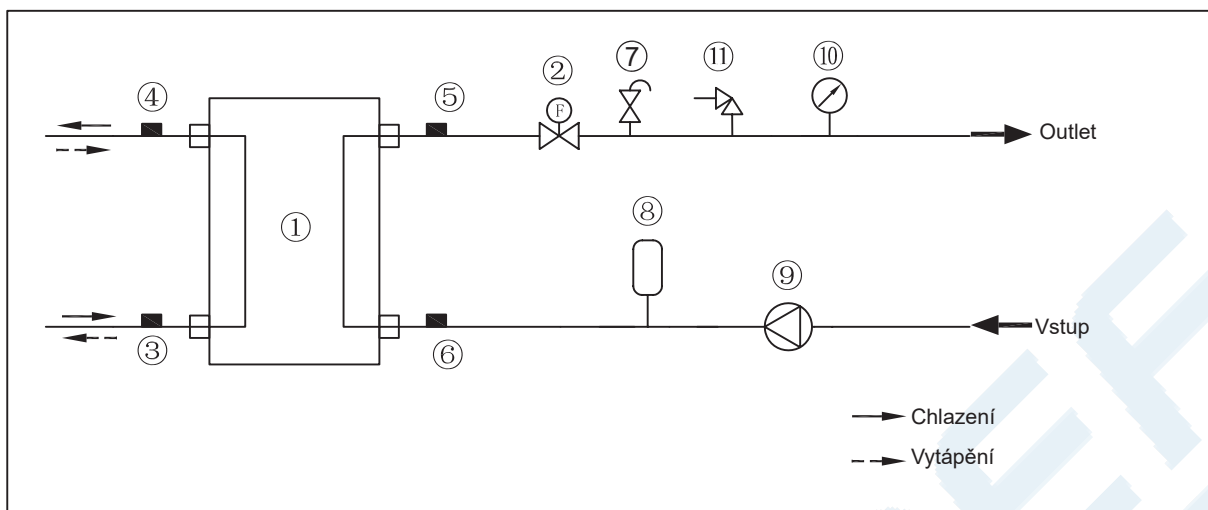 ② ⑦ ⑪ ⑩
④ ⑤
F
Outlet
① ⑧
⑨
Vstup
③ ⑥
Chlazení
Vytápění